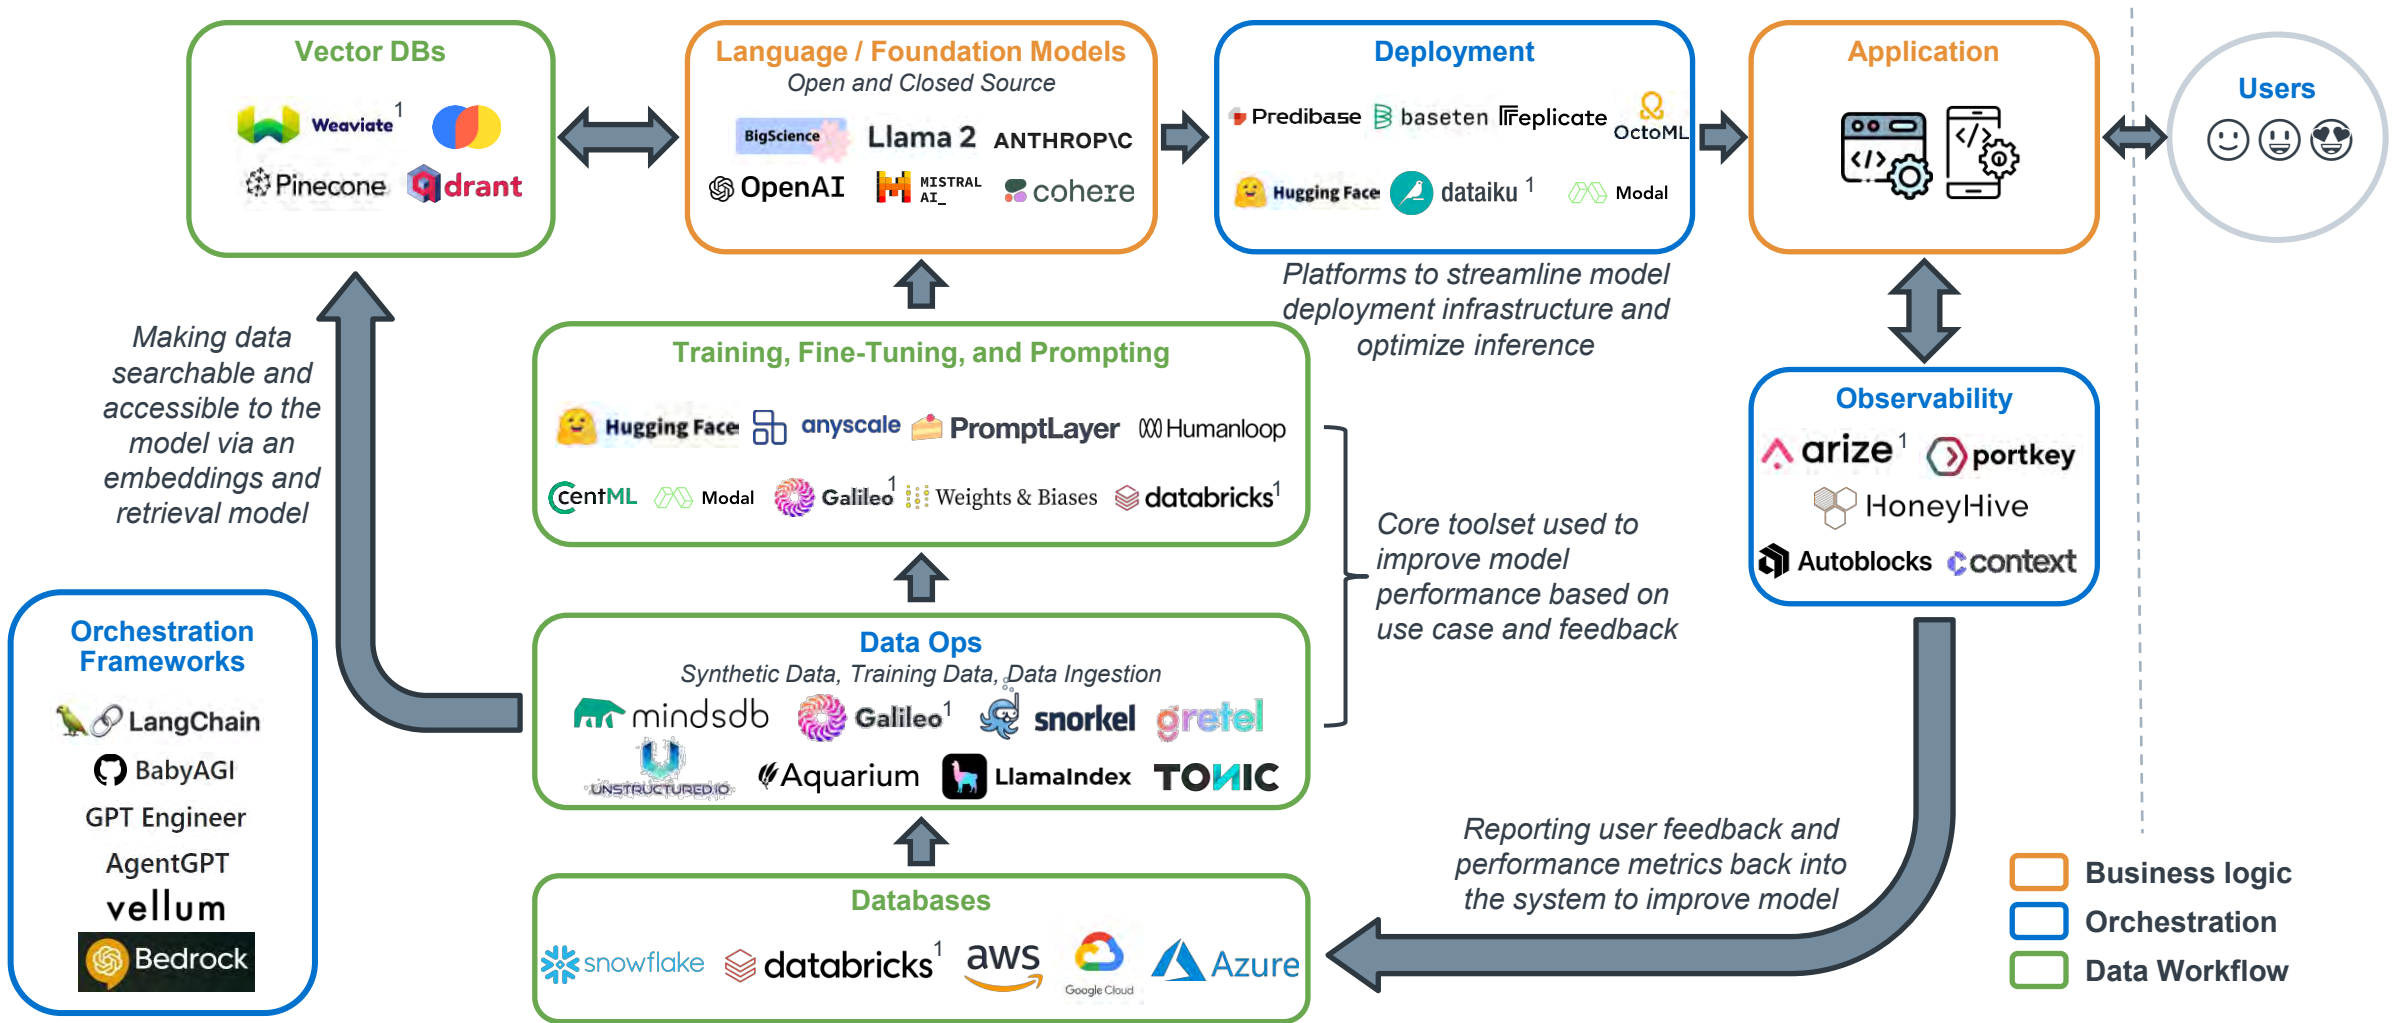 Vector DBs
Weaviate 1
Pinecone
qdrant
Language / Foundation Models
Open and Closed Source
BigScience
Llama 2
ANTHROP\C
OpenAI
MISTRAL
AI_
cohere
Deployment
Predibase
baseten
Replicate
OctoML
Hugging Face
dataiku 1
Modal
Application
Users
Platforms to streamline model
deployment infrastructure and
optimize inference
Making data
searchable and
accessible to the
model via an
embeddings and
retrieval model
Training, Fine-Tuning, and Prompting
Hugging Face
anyscale
PromptLayer
Humanloop
CentML
Modal
Galileo 1
Weights & Biases
databricks 1
Observability
arize 1
portkey
HoneyHive
Autoblocks
context
Core toolset used to
improve model
performance based on
use case and feedback
Orchestration
Frameworks
LangChain
BabyAGI
GPT Engineer
AgentGPT
vellum
Bedrock
Data Ops
Synthetic Data, Training Data, Data Ingestion
mindsdb
Galileo 1
snorkel
gretel
UNSTRUCTURED.IO
Aquarium
LlamaIndex
TONIC
Reporting user feedback and
performance metrics back into
the system to improve model
Databases
snowflake
databricks 1
aws
Google Cloud
Azure
Business logic
Orchestration
Data Workflow